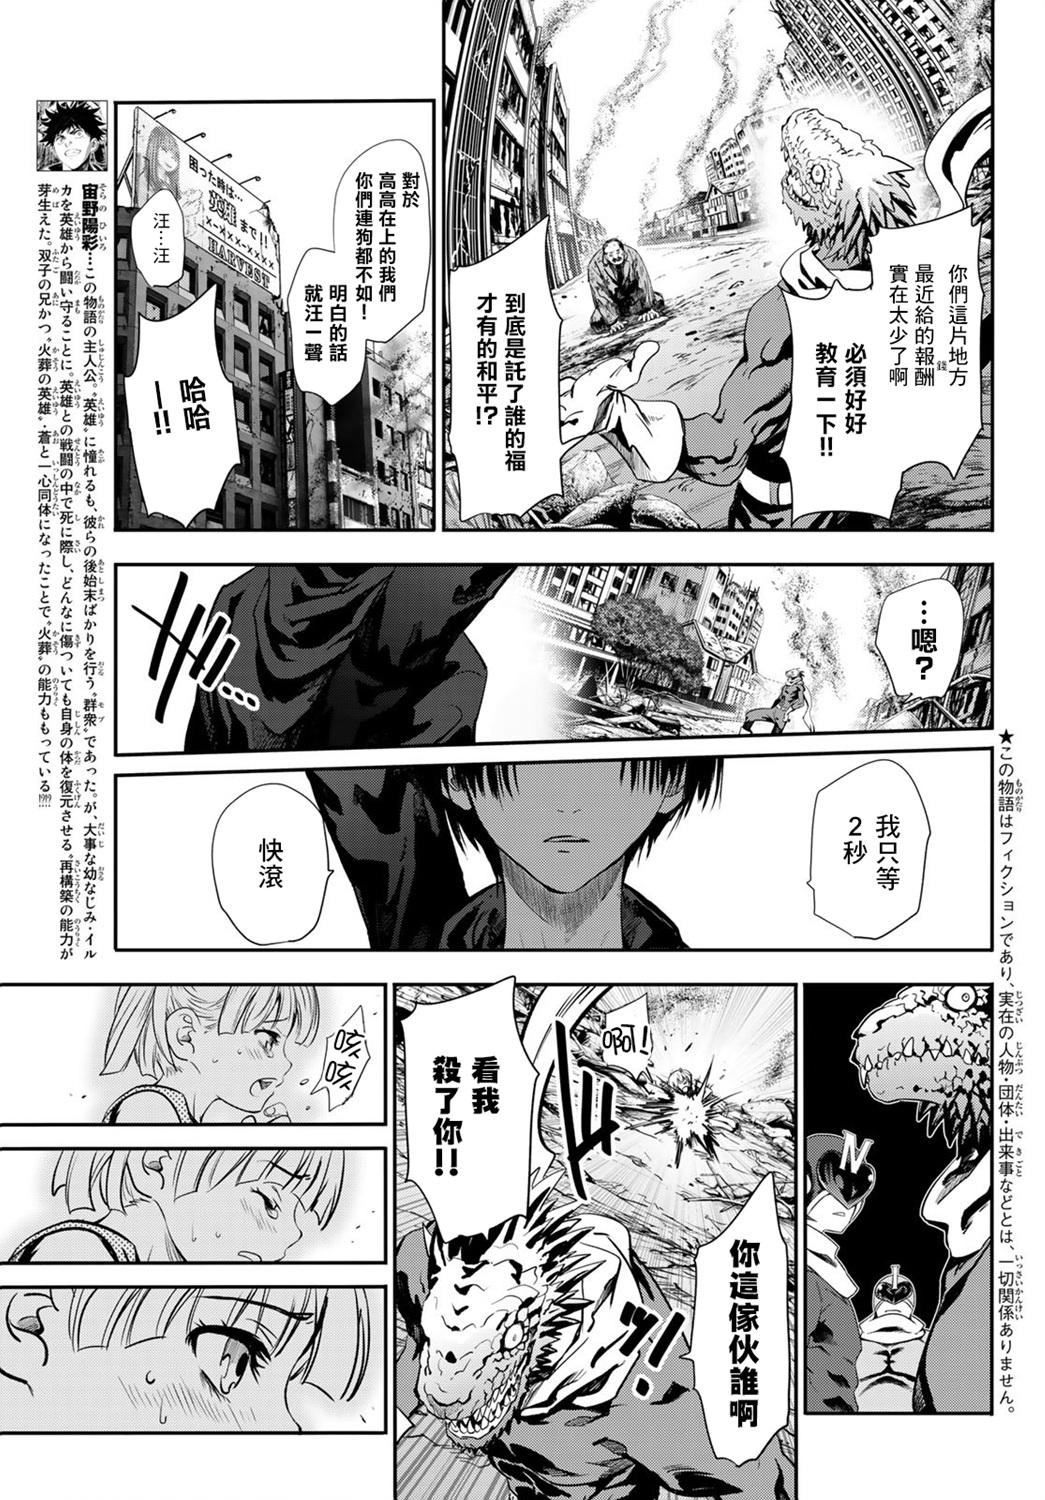 你們這片地方
最近給的報酬
錢
實在太少了啊
必須好好
教育一下!!
到底是託了誰的福
才有的和平!?
對於
高高在上的我們
你們連狗都不如!
明白的話
就汪一聲
困った時は…
英雄まで!!
×-××-××××
HARVEST
汪…汪
哈哈
ー!!
…嗯?
我只等
2秒
快滾
N
啊!
你這傢伙誰啊
看我
殺了你!!
咳
咳
宙野陽彩…この物語の主人公。“英雄”に憧れるも、彼らの後始末ばかりを行う“群衆”であった。が、大事な幼なじみ・イル
カを英雄から闘い守ることに。英雄との戦闘の中で死に際し、どんなに傷ついても自身の体を復元させる“再構築の能力”が
芽生えた。双子の兄かつ“火葬の英雄”・蒼と一心同体になったことで“火葬”の能力ももっている!?!?
★この物語はフィクションであり、実在の人物・団体・出来事などとは、一切関係ありません。